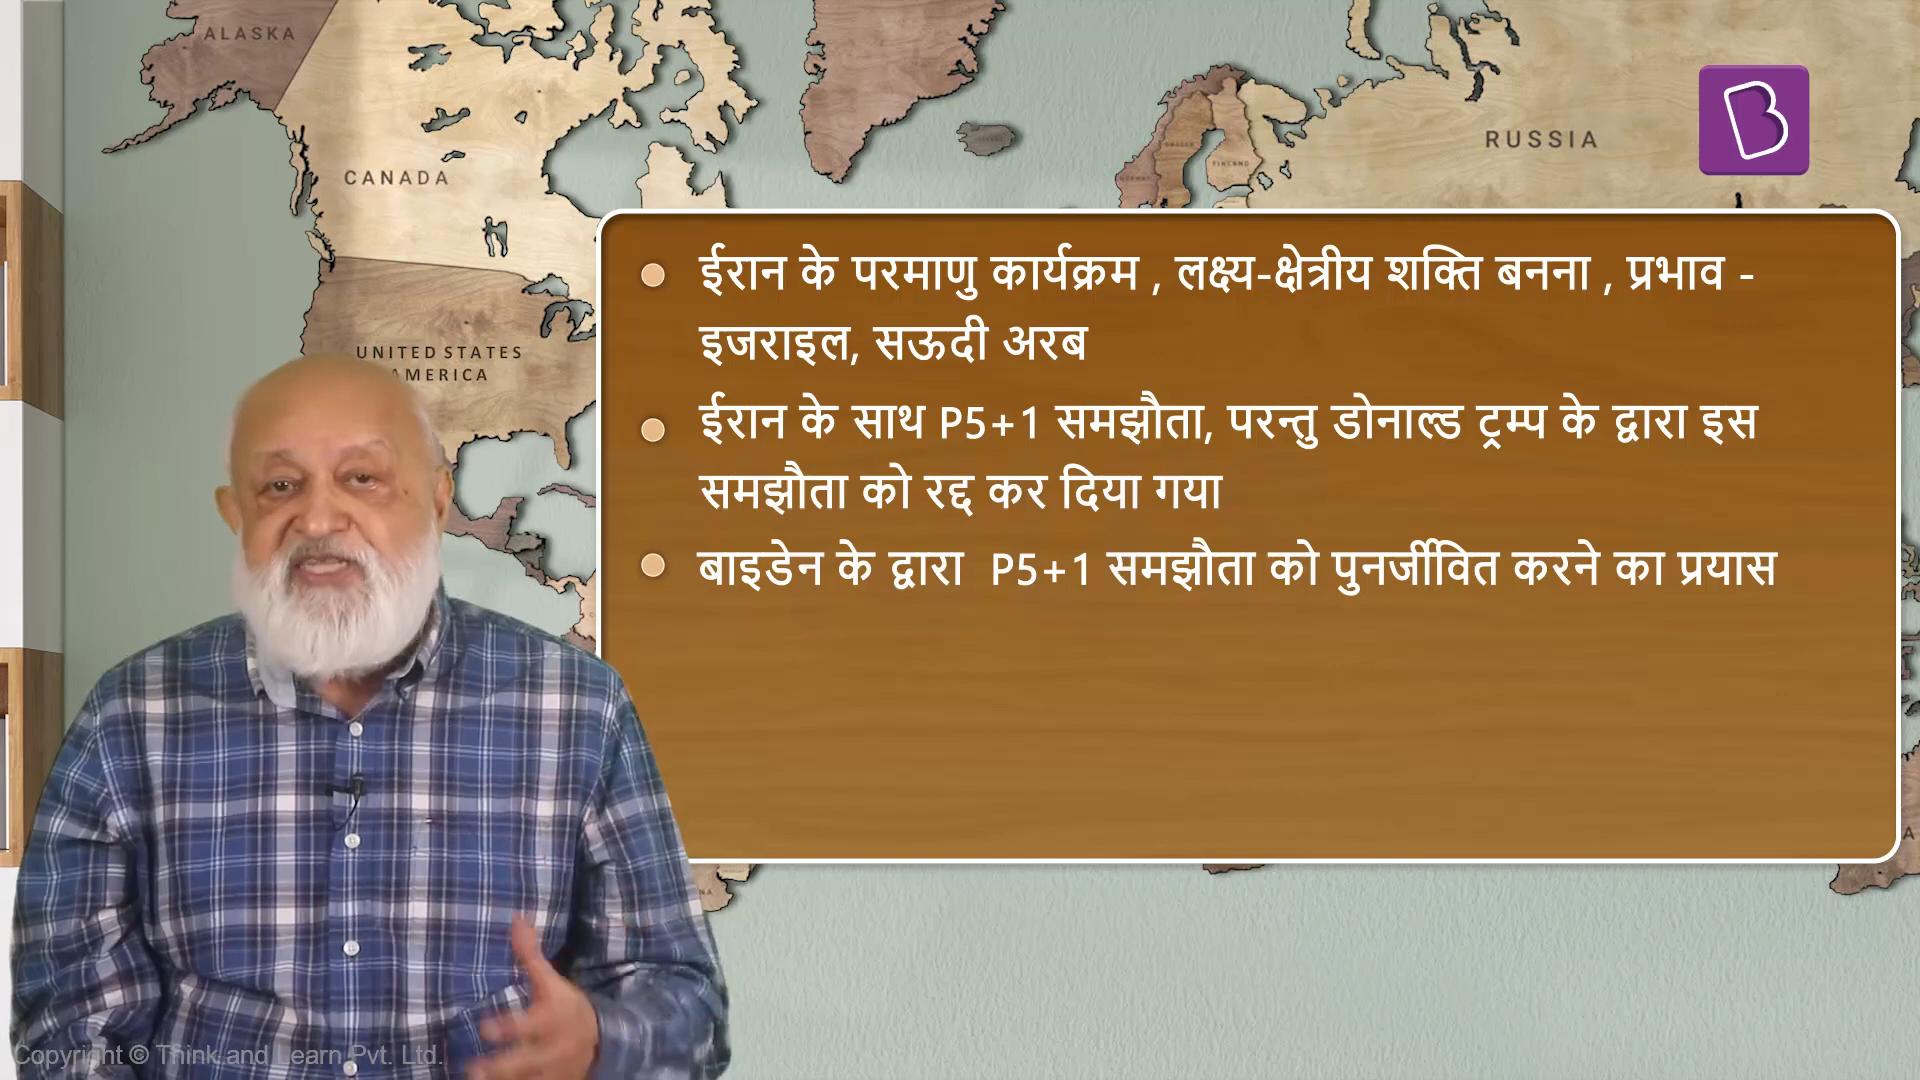 ALASKA
CANADA
RUSSIA
FINLAND
UNITED STATES
AMERICA
ईरान के परमाणु कार्यक्रम , लक्ष्य-क्षेत्रीय शक्ति बनना , प्रभाव -
इजराइल, सऊदी अरब
ईरान के साथ P5+1 समझौता, परन्तु डोनाल्ड ट्रम्प के द्वारा इस
समझौता को रद्द कर दिया गया
बाइडेन के द्वारा P5+1 समझौता को पुनर्जीवित करने का प्रयास
Copyright © Think and Learn Pvt. Ltd.